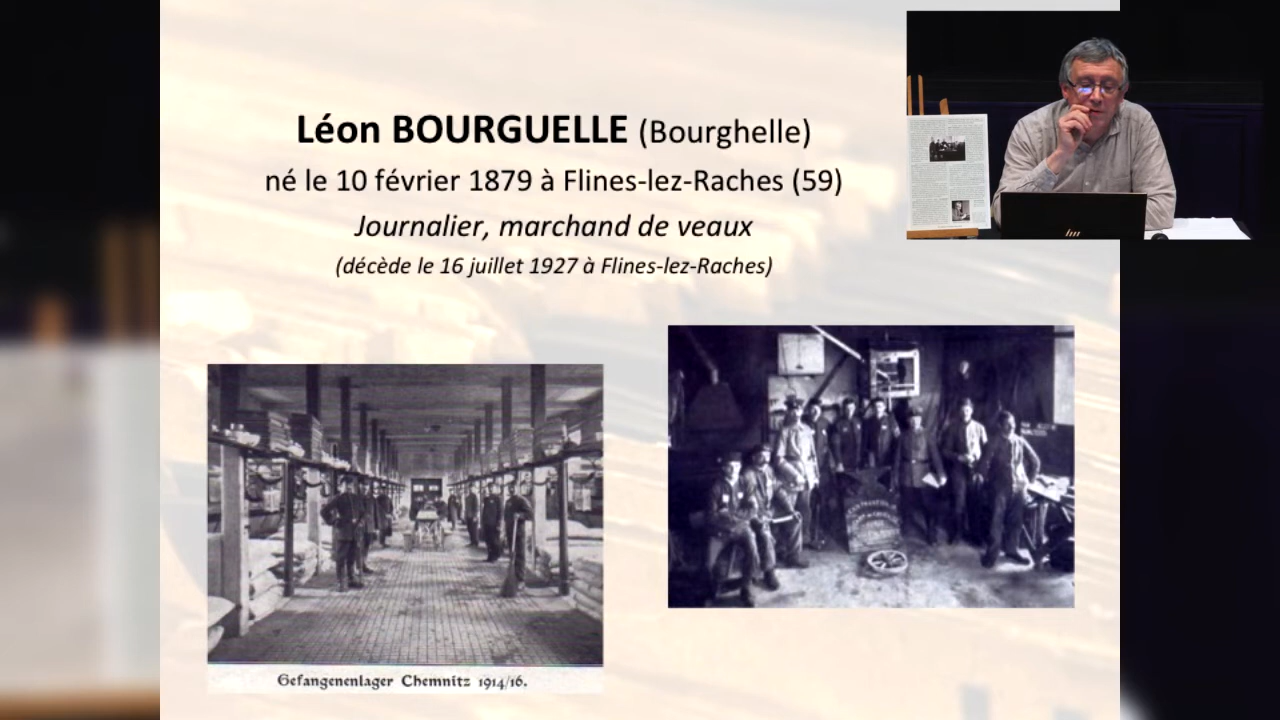 Léon BOURGUELLE (Bourghelle)
né le 10 février 1879 à Flines-lez-Raches (59)
Journalier, marchand de veaux
(décède le 16 juillet 1927 à Flines-lez-Raches)
Gefangenenlager Chemnitz 1914/16.